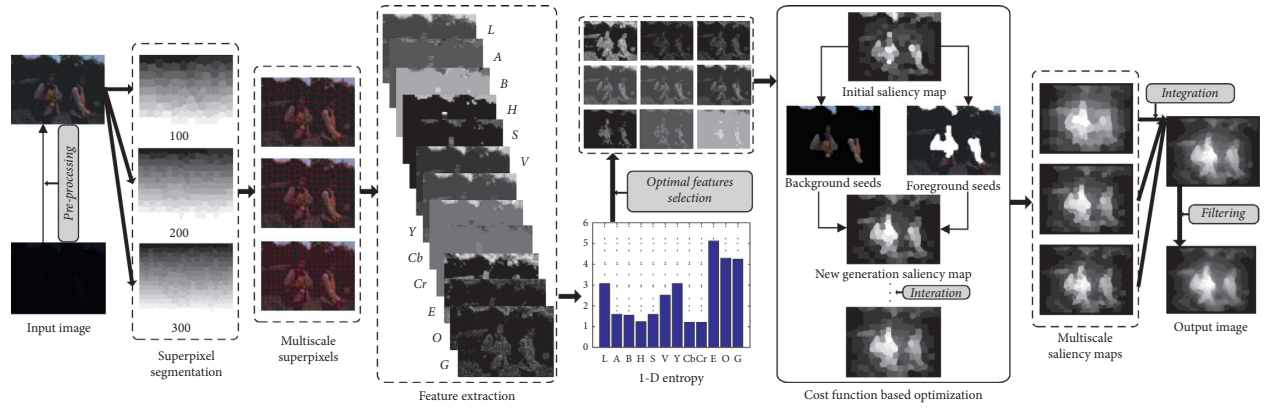 Pre-processing
Input image
100
200
300
Superpixel
segmentation
Multiscale
superpixels
L
A
B
H
S
V
Y
Cb
Cr
E
O
G
Feature extraction
Optimal features
selection
6
5
4
3
2
1
0
L A B H S V Y Cb Cr E O G
1-D entropy
Initial saliency map
Background seeds
Foreground seeds
New generation saliency map
Interation
Cost function based optimization
Multiscale
saliency maps
Integration
Filtering
Output image